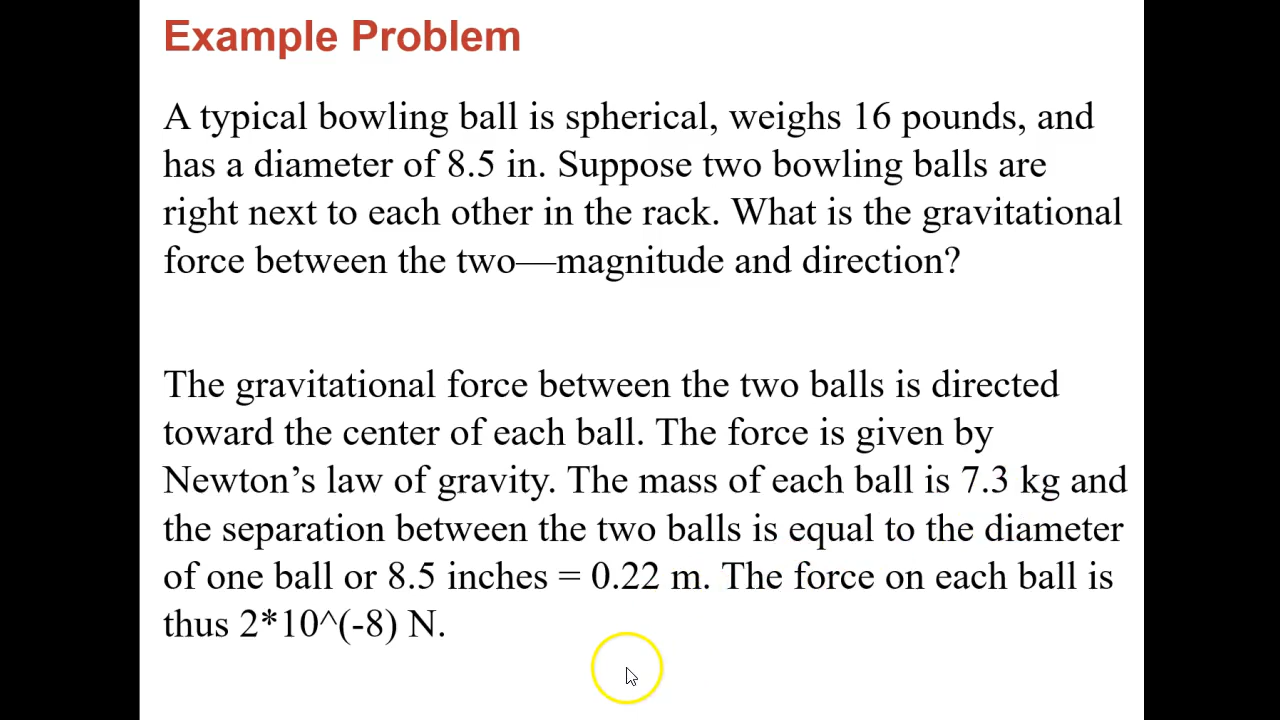 Example Problem
A typical bowling ball is spherical, weighs 16 pounds, and
has a diameter of 8.5 in. Suppose two bowling balls are
right next to each other in the rack. What is the gravitational
force between the two—magnitude and direction?
The gravitational force between the two balls is directed
toward the center of each ball. The force is given by
Newton’s law of gravity. The mass of each ball is 7.3 kg and
the separation between the two balls is equal to the diameter
of one ball or 8.5 inches = 0.22 m. The force on each ball is
thus 2*10^(-8) N.